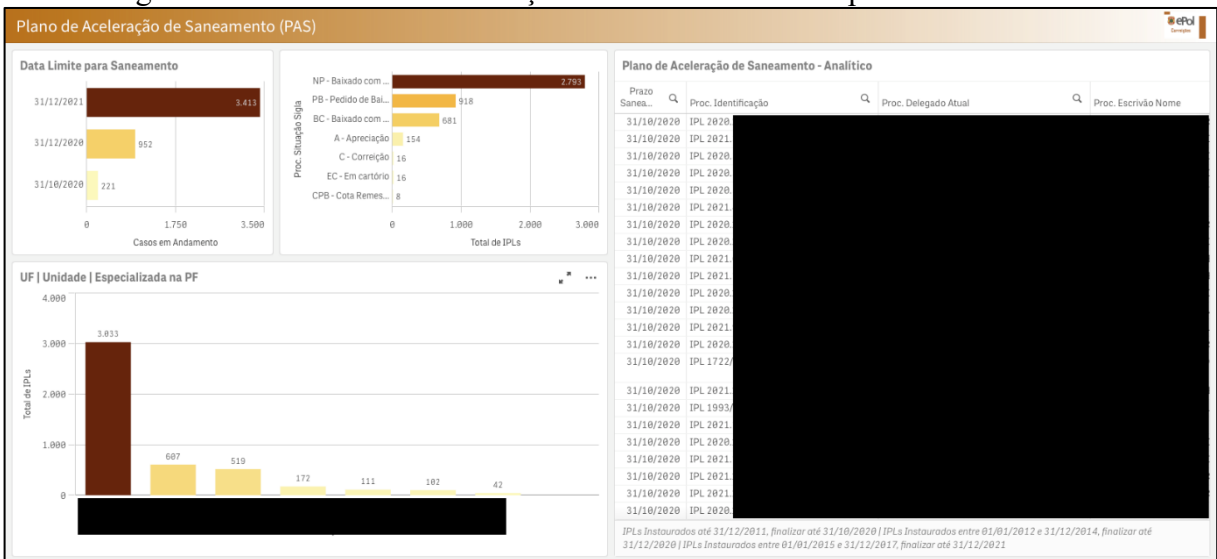 Plano de Aceleração de Saneamento (PAS)
ePol
Data Limite para Saneamento
31/12/2021 3.413
31/12/2020 952
31/10/2020 221
0 1.750 3.500
Casos em Andamento
Proc. Situação Sigla
NP - Baixado com ... 2.793
PB - Pedido de Bai... 918
BC - Baixado com ... 681
A - Apreciação 154
C - Correição 16
EC - Em cartório 16
CPB - Cota Remes... 8
0 1.000 2.000 3.000
Total de IPLs
UF | Unidade | Especializada na PF
...
Total de IPLs
4.000
3.000
2.000
1.000
0
3.033 607 519 172 111 102 42
Plano de Aceleração de Saneamento - Analítico
Prazo
Sanea... Proc. Identificação Proc. Delegado Atual Proc. Escrivão Nome
31/10/2020 IPL 2020.
31/10/2020 IPL 2021.
31/10/2020 IPL 2020.
31/10/2020 IPL 2020.
31/10/2020 IPL 2020.
31/10/2020 IPL 2021.
31/10/2020 IPL 2020.
31/10/2020 IPL 2020.
31/10/2020 IPL 2021.
31/10/2020 IPL 2021.
31/10/2020 IPL 2020.
31/10/2020 IPL 2020.
31/10/2020 IPL 2021.
31/10/2020 IPL 2020.
31/10/2020 IPL 1722/
31/10/2020 IPL 2021.
31/10/2020 IPL 1993/
31/10/2020 IPL 2021.
31/10/2020 IPL 2020.
31/10/2020 IPL 2021.
31/10/2020 IPL 2021.
31/10/2020 IPL 2021.
31/10/2020 IPL 2020.
IPLs Instaurados até 31/12/2011, finalizar até 31/10/2020 | IPLs Instaurados entre 01/01/2012 e 31/12/2014, finalizar até
31/12/2020 | IPLs Instaurados entre 01/01/2015 e 31/12/2017, finalizar até 31/12/2021